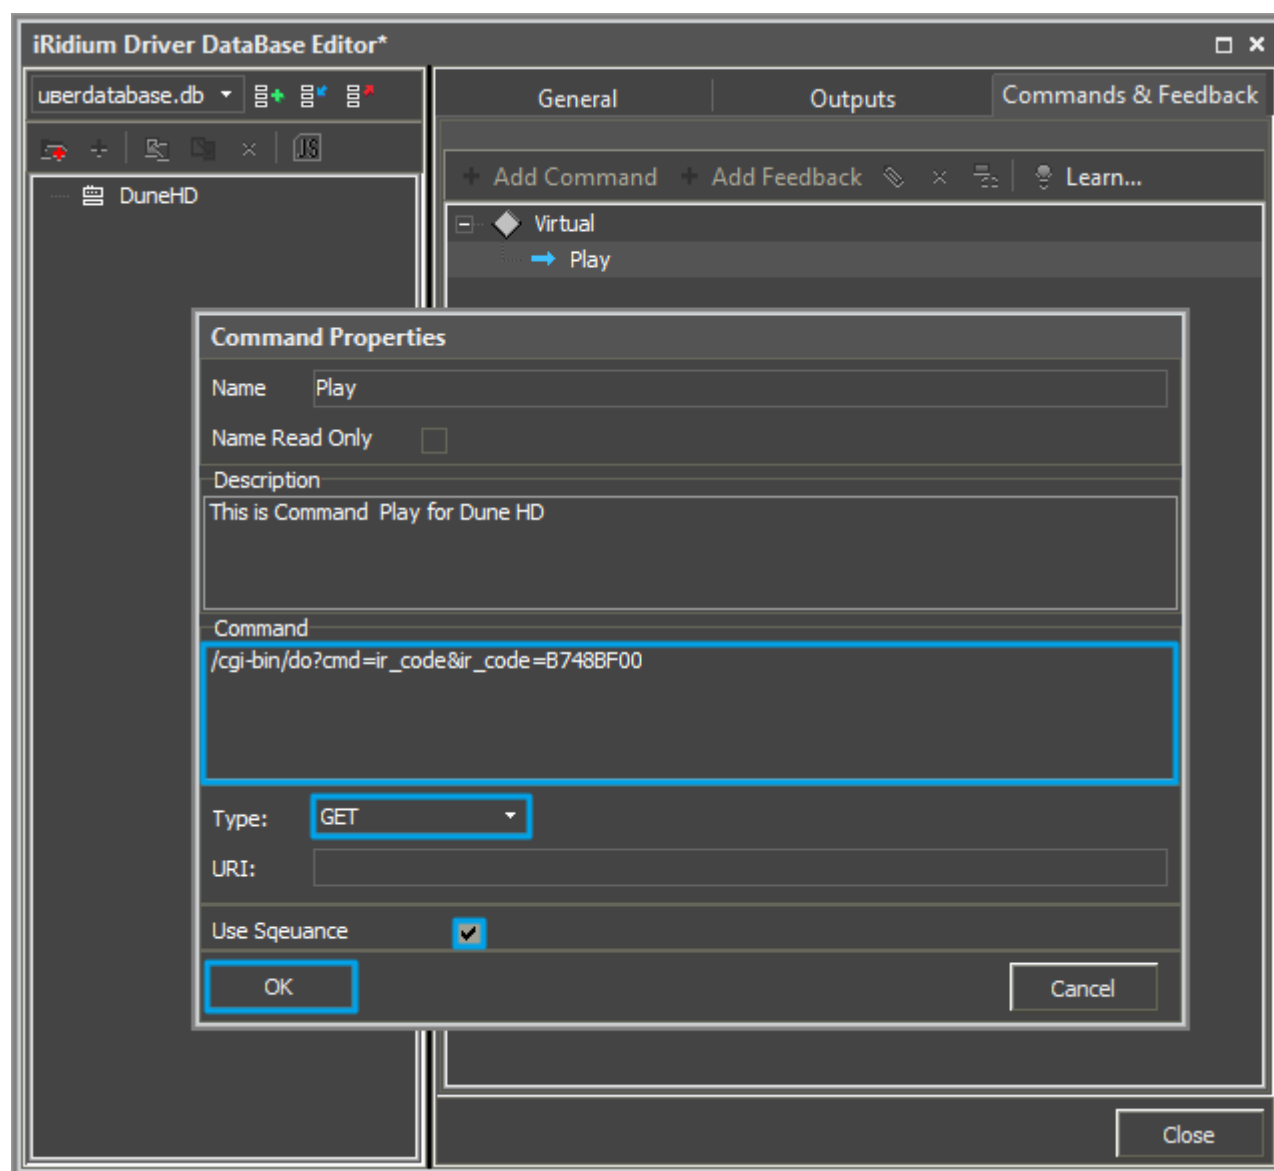 iRidium Driver DataBase Editor*
userdatabase.db
JS
DuneHD
General Outputs Commands & Feedback
Add Command Add Feedback Learn...
Virtual
Play
Command Properties
Name Play
Name Read Only
Description
This is Command Play for Dune HD
Command
/cgi-bin/do?cmd=ir_code&ir_code=B748BF00
Type: GET
URI:
Use Sqeuance
OK Cancel
Close